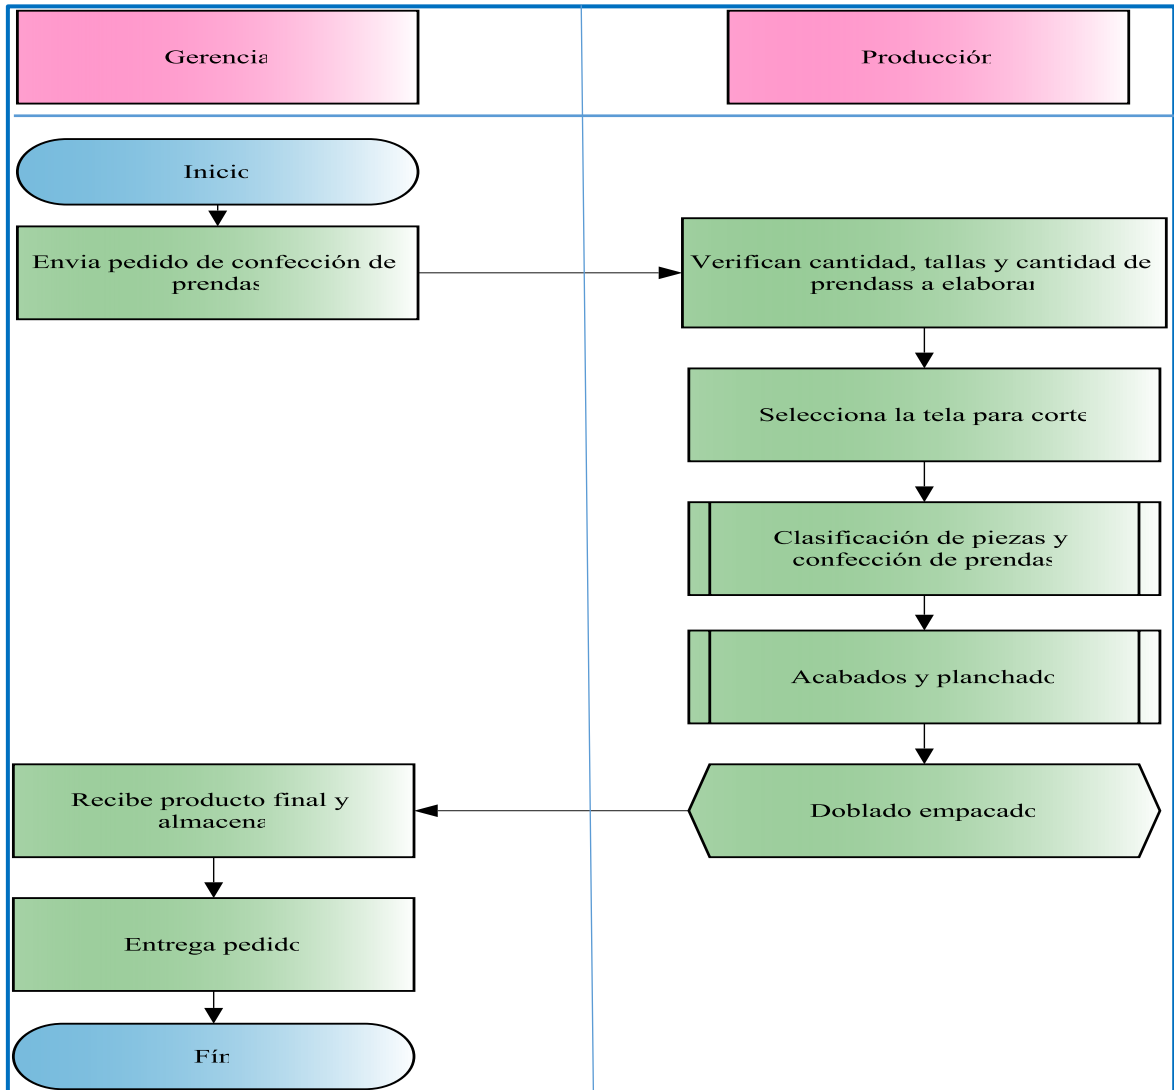 Gerencia
Producción
Inicio
Envia pedido de confección de
prendas
Verifican cantidad, tallas y cantidad de
prendass a elaborar
Selecciona la tela para corte
Clasificación de piezas y
confección de prendas
Acabados y planchado
Recibe producto final y
almacena
Doblado empacado
Entrega pedido
Fín